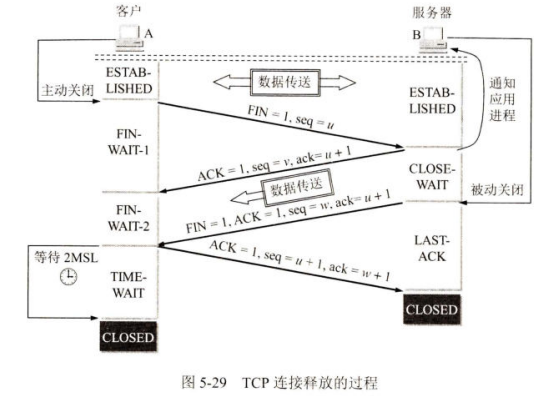 客户
服务器
A
B
ESTAB-
LISHED
数据传送
ESTAB-
LISHED
通知
应用
进程
主动关闭
FIN = 1, seq = u
FIN-
WAIT-1
ACK = 1, seq = v, ack= u + 1
CLOSE-
WAIT
数据传送
被动关闭
FIN-
WAIT-2
FIN = 1, ACK = 1, seq = w, ack= u + 1
等待 2MSL
ACK = 1, seq = u + 1, ack = w + 1
LAST-
ACK
TIME-
WAIT
CLOSED
CLOSED
图 5-29 TCP 连接释放的过程